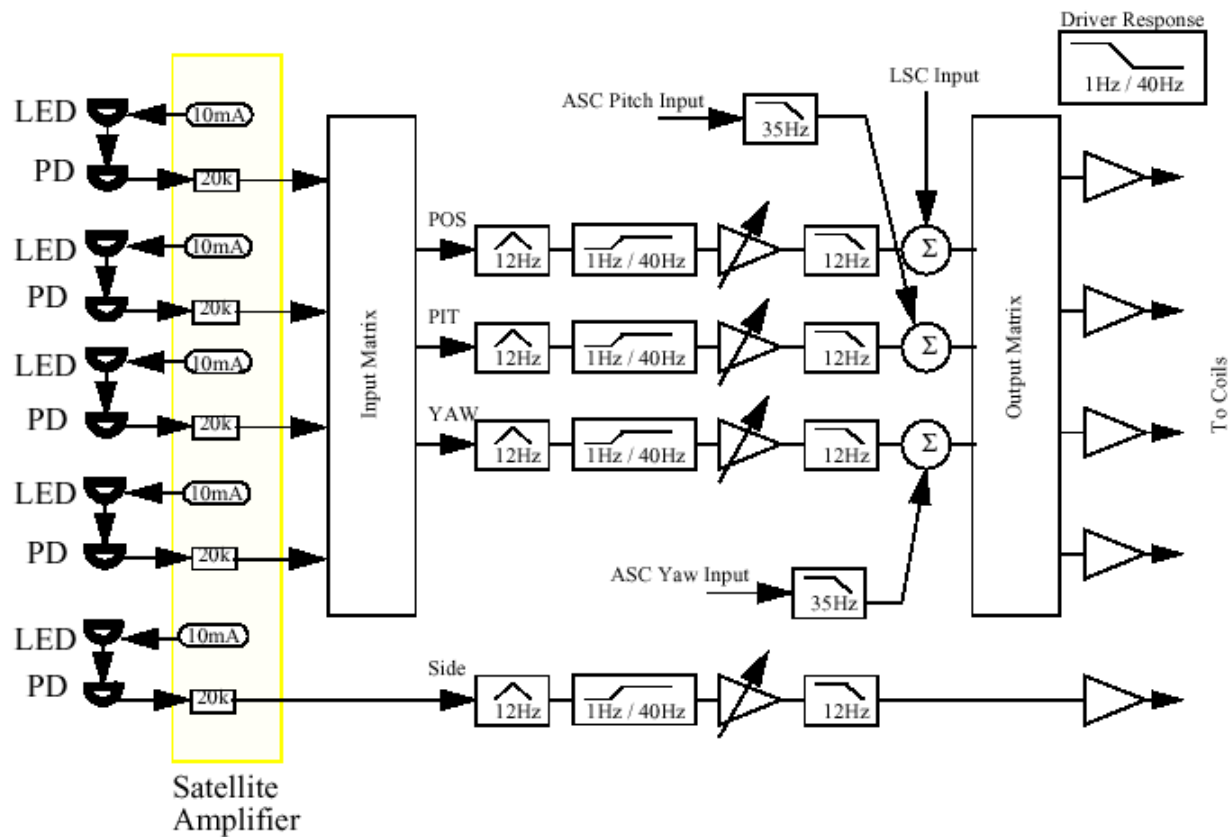 Driver Response
1Hz / 40Hz
LSC Input
ASC Pitch Input
35Hz
LED
10mA
PD
20k
LED
10mA
PD
20k
LED
10mA
PD
20k
LED
10mA
PD
20k
LED
10mA
PD
20k
Satellite
Amplifier
Input Matrix
POS
12Hz
1Hz / 40Hz
12Hz
Σ
PIT
12Hz
1Hz / 40Hz
12Hz
Σ
YAW
12Hz
1Hz / 40Hz
12Hz
Σ
ASC Yaw Input
35Hz
Side
12Hz
1Hz / 40Hz
12Hz
Output Matrix
To Coils